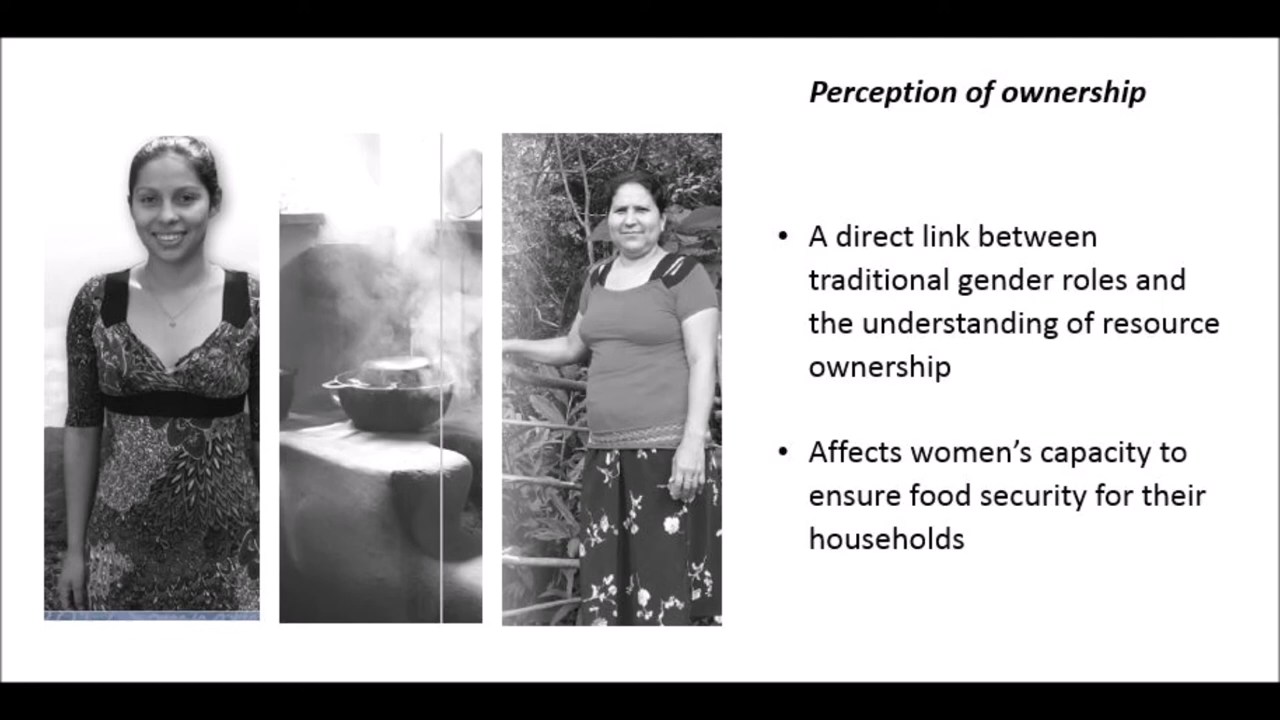 Perception of ownership
• A direct link between
traditional gender roles and
the understanding of resource
ownership
• Affects women’s capacity to
ensure food security for their
households